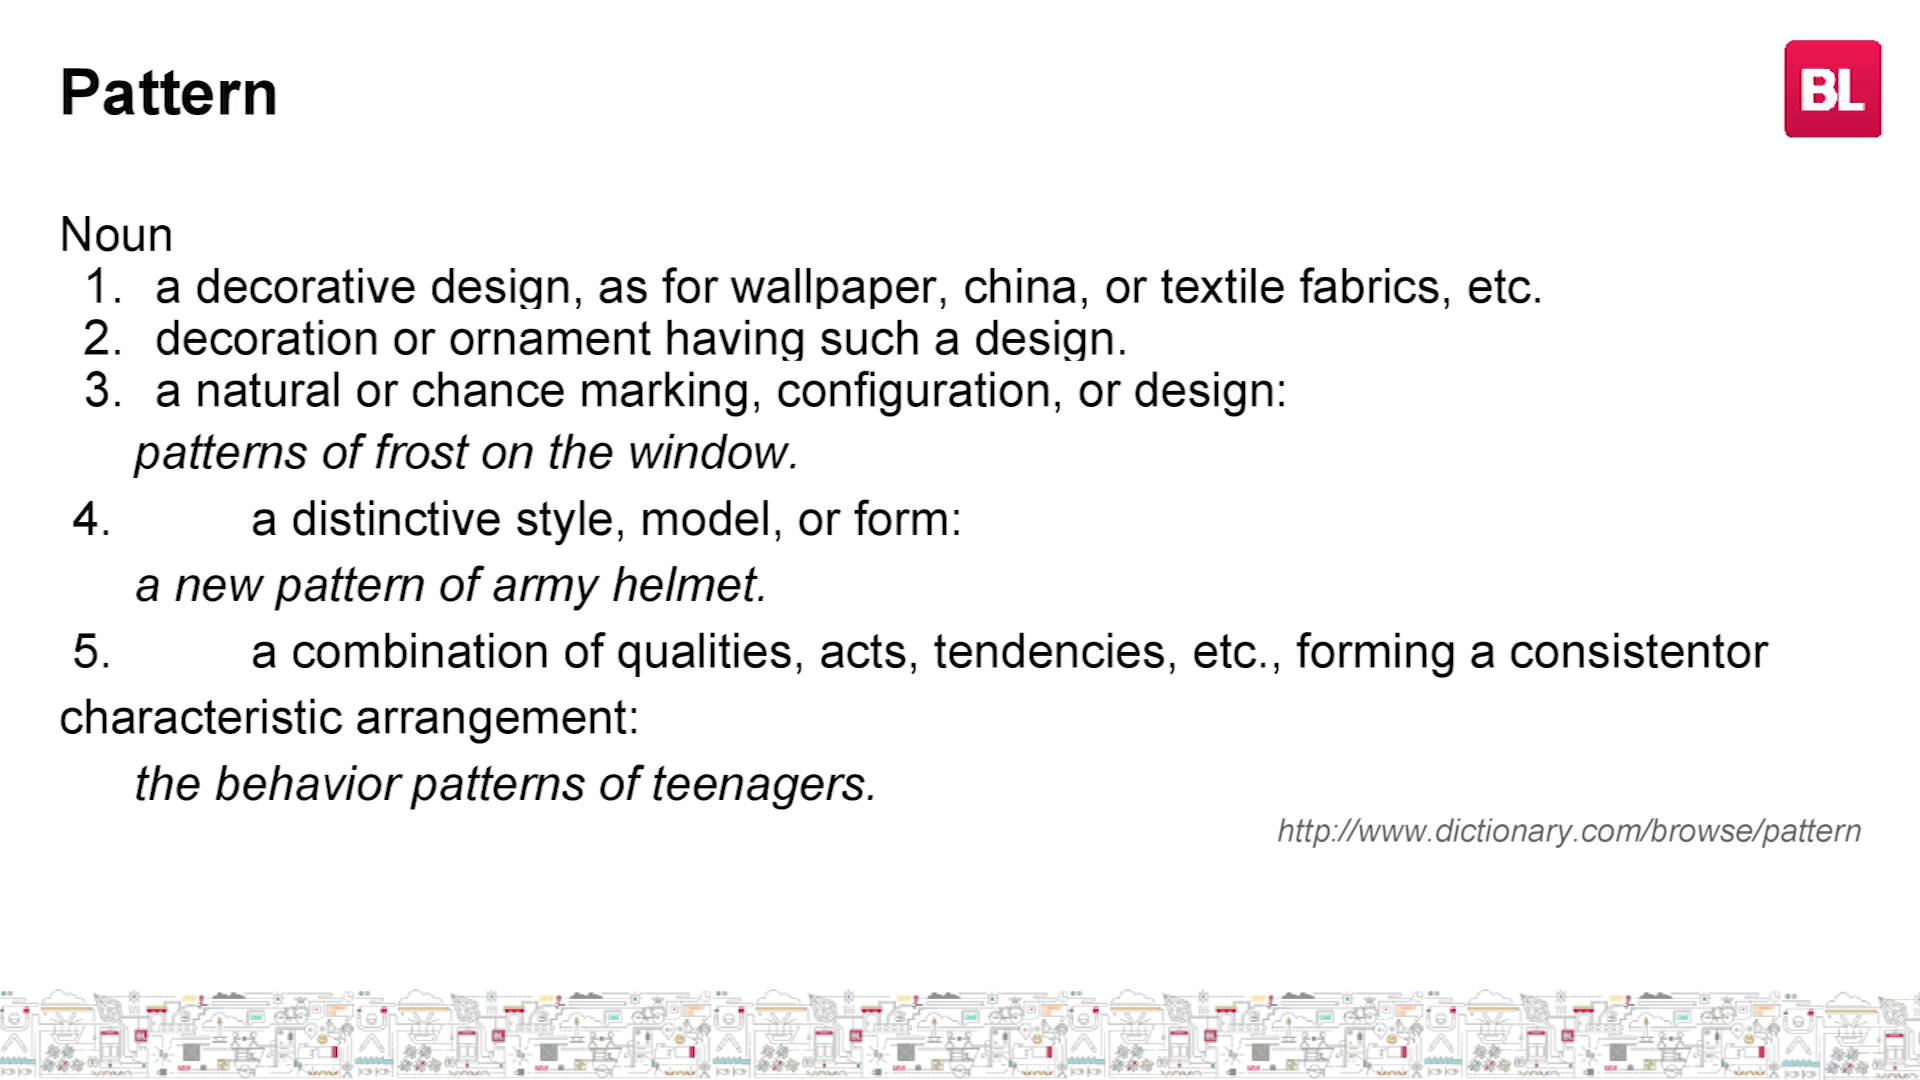 Pattern
BL
Noun
1. a decorative design, as for wallpaper, china, or textile fabrics, etc.
2. decoration or ornament having such a design.
3. a natural or chance marking, configuration, or design:
patterns of frost on the window.
4. a distinctive style, model, or form:
a new pattern of army helmet.
5. a combination of qualities, acts, tendencies, etc., forming a consistentor
characteristic arrangement:
the behavior patterns of teenagers.
http://www.dictionary.com/browse/pattern